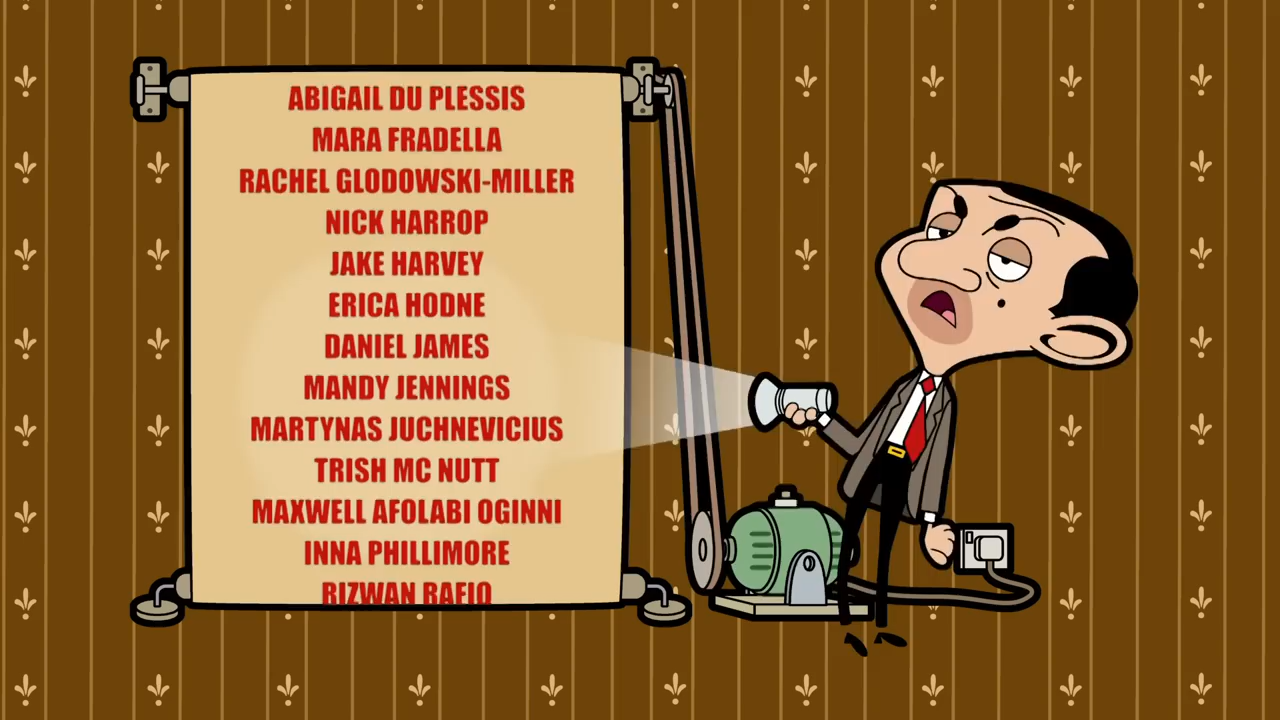 ABIGAIL DU PLESSIS
MARA FRADELLA
RACHEL GLODOWSKI-MILLER
NICK HARROP
JAKE HARVEY
ERICA HODNE
DANIEL JAMES
MANDY JENNINGS
MARTYNAS JUCHNEVICIUS
TRISH MC NUTT
MAXWELL AFOLABI OGINNI
INNA PHILLIMORE
RIZWAN RAFIQ